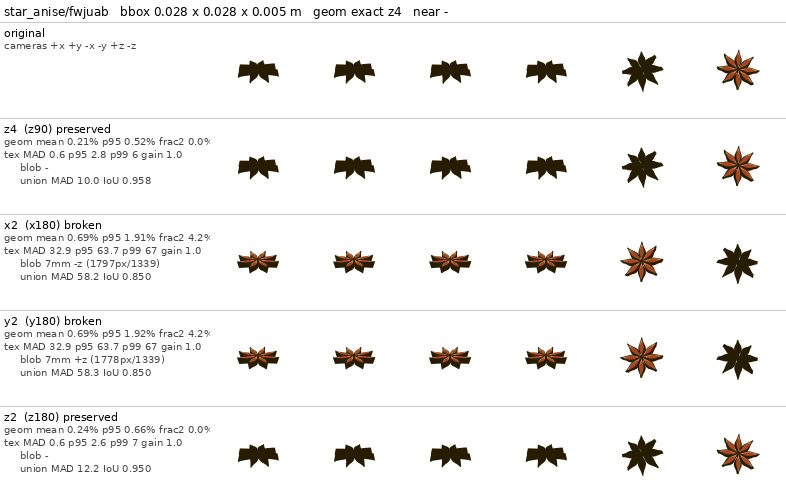 star_anise/fwjuab bbox 0.028 x 0.028 x 0.005 m geom exact z4 near -
original
cameras +x +y -x -y +z -z
z4 (z90) preserved
geom mean 0.21% p95 0.52% frac2 0.0%
tex MAD 0.6 p95 2.8 p99 6 gain 1.0
blob -
union MAD 10.0 IoU 0.958
x2 (x180) broken
geom mean 0.69% p95 1.91% frac2 4.2%
tex MAD 32.9 p95 63.7 p99 67 gain 1.0
blob 7mm -z (1797px/1339)
union MAD 58.2 IoU 0.850
y2 (y180) broken
geom mean 0.69% p95 1.92% frac2 4.2%
tex MAD 32.9 p95 63.7 p99 67 gain 1.0
blob 7mm +z (1778px/1339)
union MAD 58.3 IoU 0.850
z2 (z180) preserved
geom mean 0.24% p95 0.66% frac2 0.0%
tex MAD 0.6 p95 2.6 p99 7 gain 1.0
blob -
union MAD 12.2 IoU 0.950